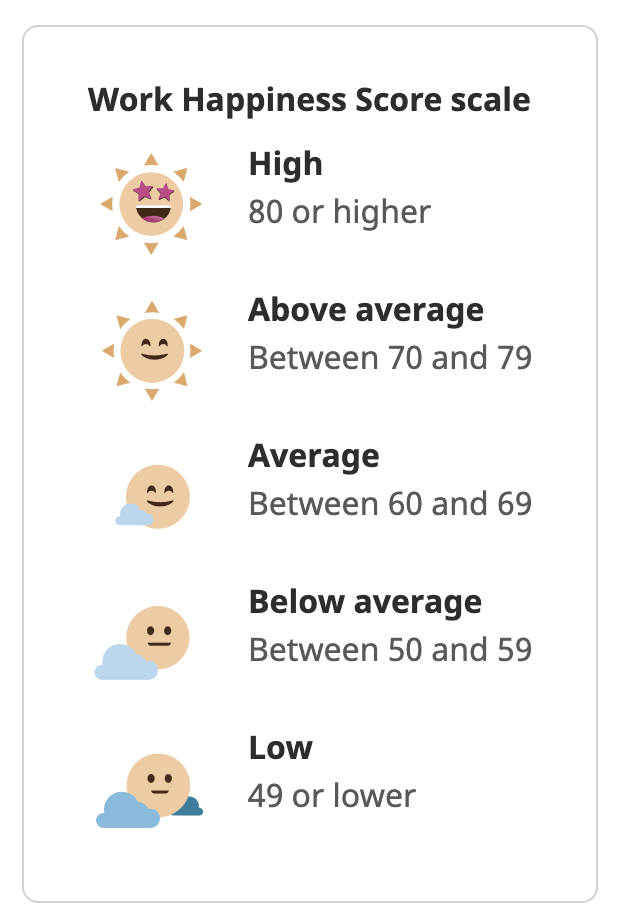 Work Happiness Score scale
High
80 or higher
Above average
Between 70 and 79
Average
Between 60 and 69
Below average
Between 50 and 59
Low
49 or lower